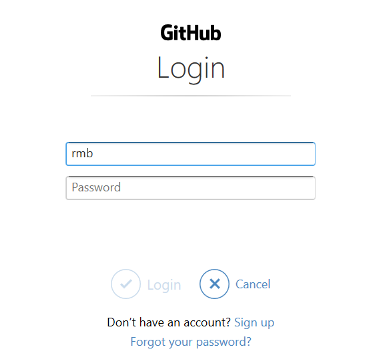 GitHub
Login
rmb
Password
Login Cancel
Don't have an account? Sign up
Forgot your password?